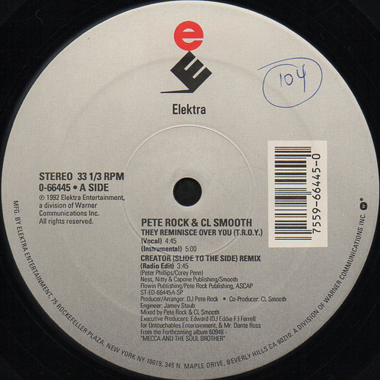 e
Elektra
104
STEREO 33 1/3 RPM
0-66445 • A SIDE
℗ 1992 Elektra Entertainment,
a division of Warner
Communications Inc.
All rights reserved.
7559-66445-0
PETE ROCK & CL SMOOTH
THEY REMINISCE OVER YOU (T.R.O.Y.)
(Vocal) 4:45
(Instrumental) 5:00
CREATOR (SLIDE TO THE SIDE) REMIX
(Radio Edit) 3:45
(Peter Phillips/Corey Penn)
Ness, Nitty & Capone Publishing/Smooth
Flowin Publishing/Pete Rock Publishing, ASCAP
ST-ED-66445A-SP
Producer/Arranger: DJ Pete Rock • Co-Producer: CL Smooth
Engineer: Jamey Staub
Mixed by Pete Rock & CL Smooth
Executive Producers: Edward (DJ Eddie F.) Ferrell
for Untouchables Entertainment, & Mr. Dante Ross
From the forthcoming album 60948 -
"MECCA AND THE SOUL BROTHER"
MFG. BY ELEKTRA ENTERTAINMENT, 75 ROCKEFELLER PLAZA, NEW YORK, NY 10019, 345 N. MAPLE DRIVE, BEVERLY HILLS CA 90210. A DIVISION OF WARNER COMMUNICATIONS INC.